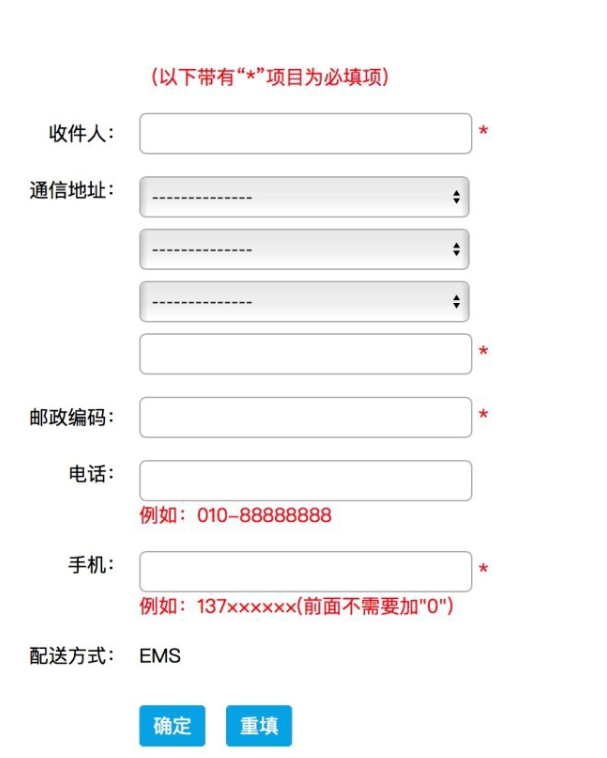 （以下带有“*”项目为必填项）
收件人： *
通信地址： --------------
--------------
--------------
*
邮政编码： *
电话：
例如：010-88888888
手机： *
例如：137××××××(前面不需要加"0")
配送方式： EMS
确定 重填